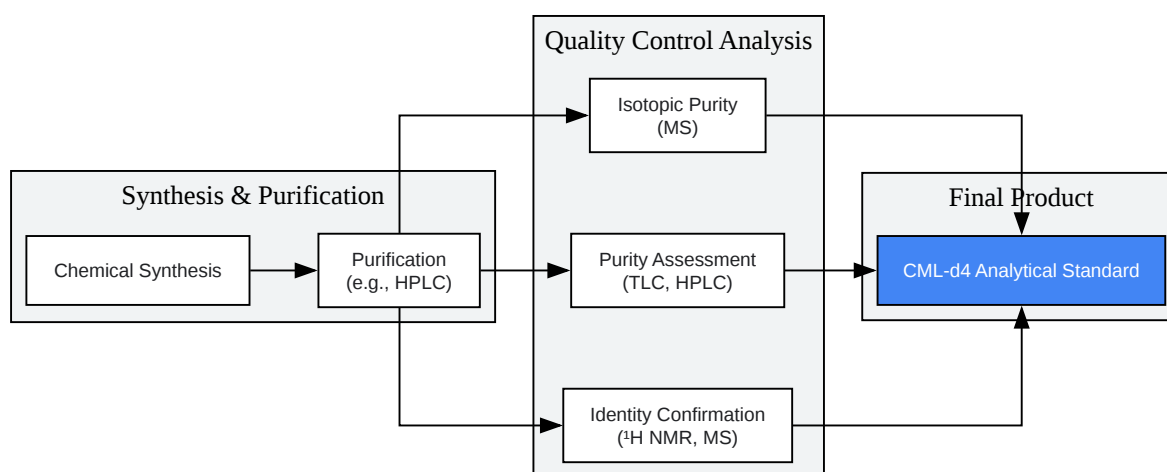 Synthesis & Purification
Chemical Synthesis
Purification
(e.g., HPLC)
Quality Control Analysis
Isotopic Purity
(MS)
Purity Assessment
(TLC, HPLC)
Identity Confirmation
(¹H NMR, MS)
Final Product
CML-d4 Analytical Standard